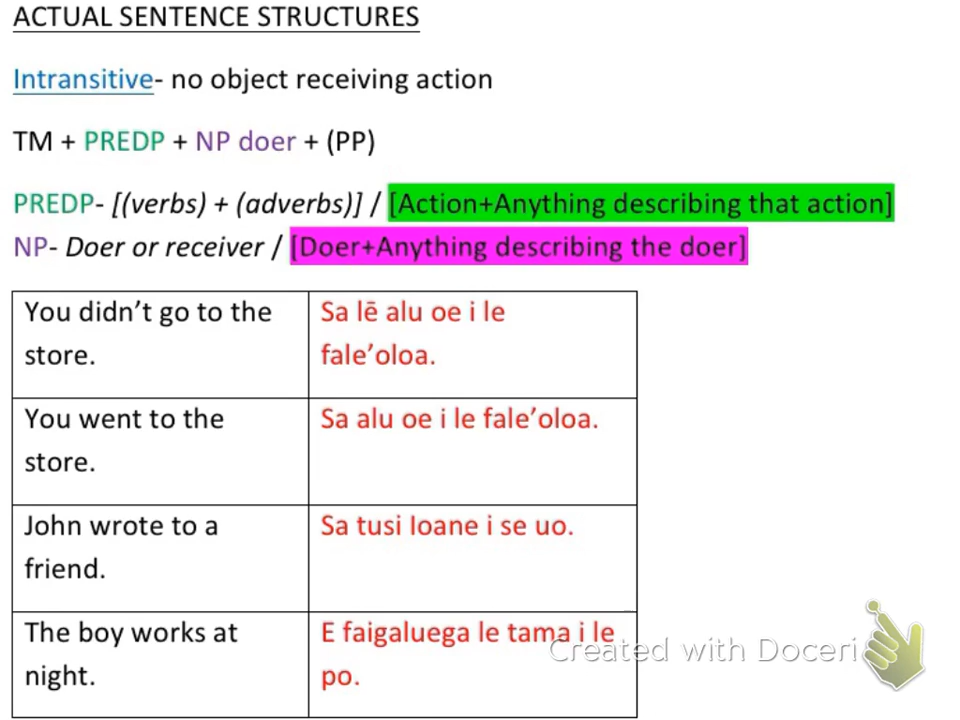 ACTUAL SENTENCE STRUCTURES
Intransitive- no object receiving action
TM + PREDP + NP doer + (PP)
PREDP- [(verbs) + (adverbs)] / [Action+Anything describing that action]
NP- Doer or receiver / [Doer+Anything describing the doer]
You didn’t go to the
store.
Sa lē alu oe i le
fale’oloa.
You went to the
store.
Sa alu oe i le fale’oloa.
John wrote to a
friend.
Sa tusi Ioane i se uo.
The boy works at
night.
E faigaluega le tama i le
po.
Created with Doceri